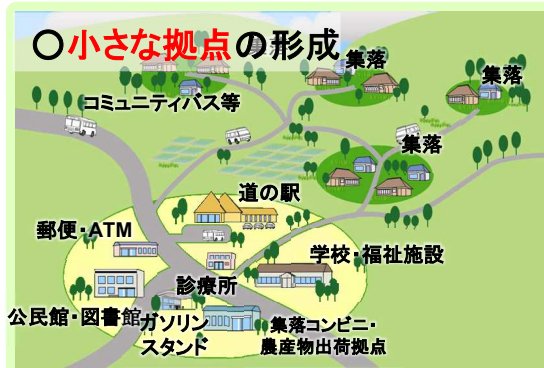 ○小さな拠点の形成
集落
集落
集落
集落
コミュニティバス等
道の駅
郵便・ATM
学校・福祉施設
診療所
公民館・図書館
ガソリン
スタンド
集落コンビニ・
農産物出荷拠点